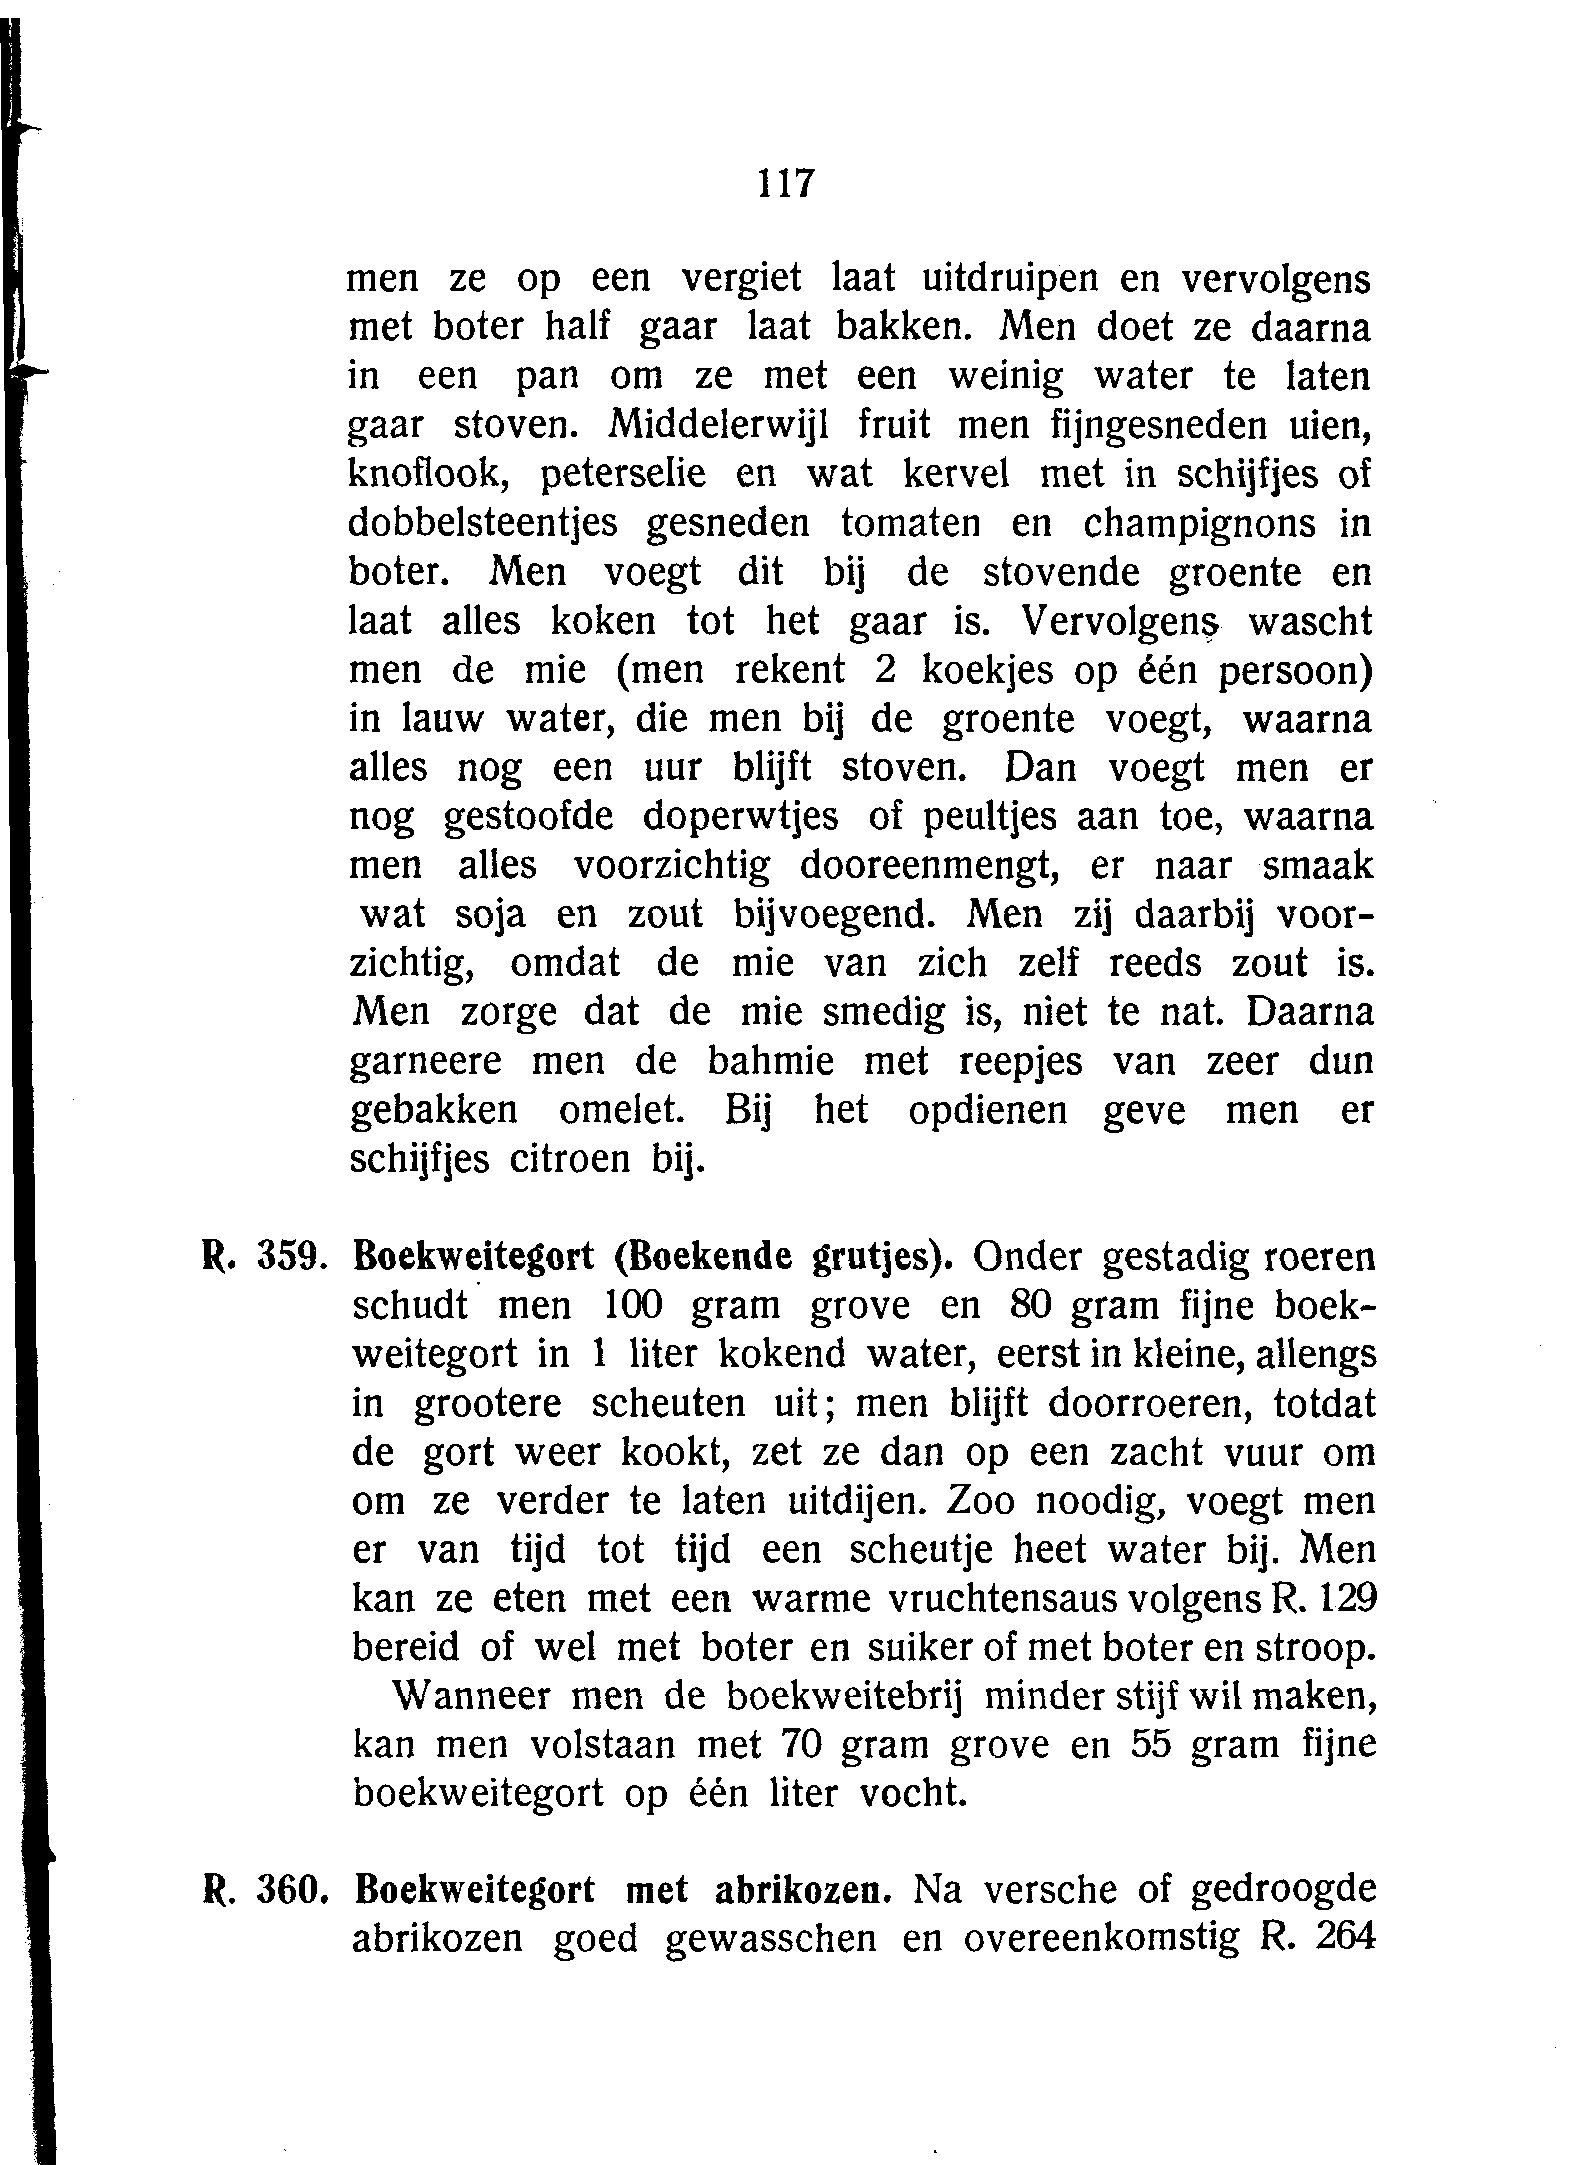 117
men ze op een vergiet laat uitdruipen en vervolgens
met boter half gaar laat bakken. Men doet ze daarna
in een pan om ze met een weinig water te laten
gaar stoven. Middelerwijl fruit men fijngesneden uien,
knoflook, peterselie en wat kervel met in schijfjes of
dobbelsteentjes gesneden tomaten en champignons in
boter. Men voegt dit bij de stovende groente en
laat alles koken tot het gaar is. Vervolgens wascht
men de mie (men rekent 2 koekjes op één persoon)
in lauw water, die men bij de groente voegt, waarna
alles nog een uur blijft stoven. Dan voegt men er
nog gestoofde doperwtjes of peultjes aan toe, waarna
men alles voorzichtig dooreenmengt, er naar smaak
wat soja en zout bijvoegend. Men zij daarbij voor-
zichtig, omdat de mie van zich zelf reeds zout is.
Men zorge dat de mie smedig is, niet te nat. Daarna
garneere men de bahmie met reepjes van zeer dun
gebakken omelet. Bij het opdienen geve men er
schijfjes citroen bij.
R. 359. Boekweitegort (Boekende grutjes). Onder gestadig roeren
schudt men 100 gram grove en 80 gram fijne boek-
weitegort in 1 liter kokend water, eerst in kleine, allengs
in grootere scheuten uit; men blijft doorroeren, totdat
de gort weer kookt, zet ze dan op een zacht vuur om
om ze verder te laten uitdijen. Zoo noodig, voegt men
er van tijd tot tijd een scheutje heet water bij. Men
kan ze eten met een warme vruchtensaus volgens R. 129
bereid of wel met boter en suiker of met boter en stroop.
Wanneer men de boekweitebrij minder stijf wil maken,
kan men volstaan met 70 gram grove en 55 gram fijne
boekweitegort op één liter vocht.
R. 360. Boekweitegort met abrikozen. Na versche of gedroogde
abrikozen goed gewasschen en overeenkomstig R. 264